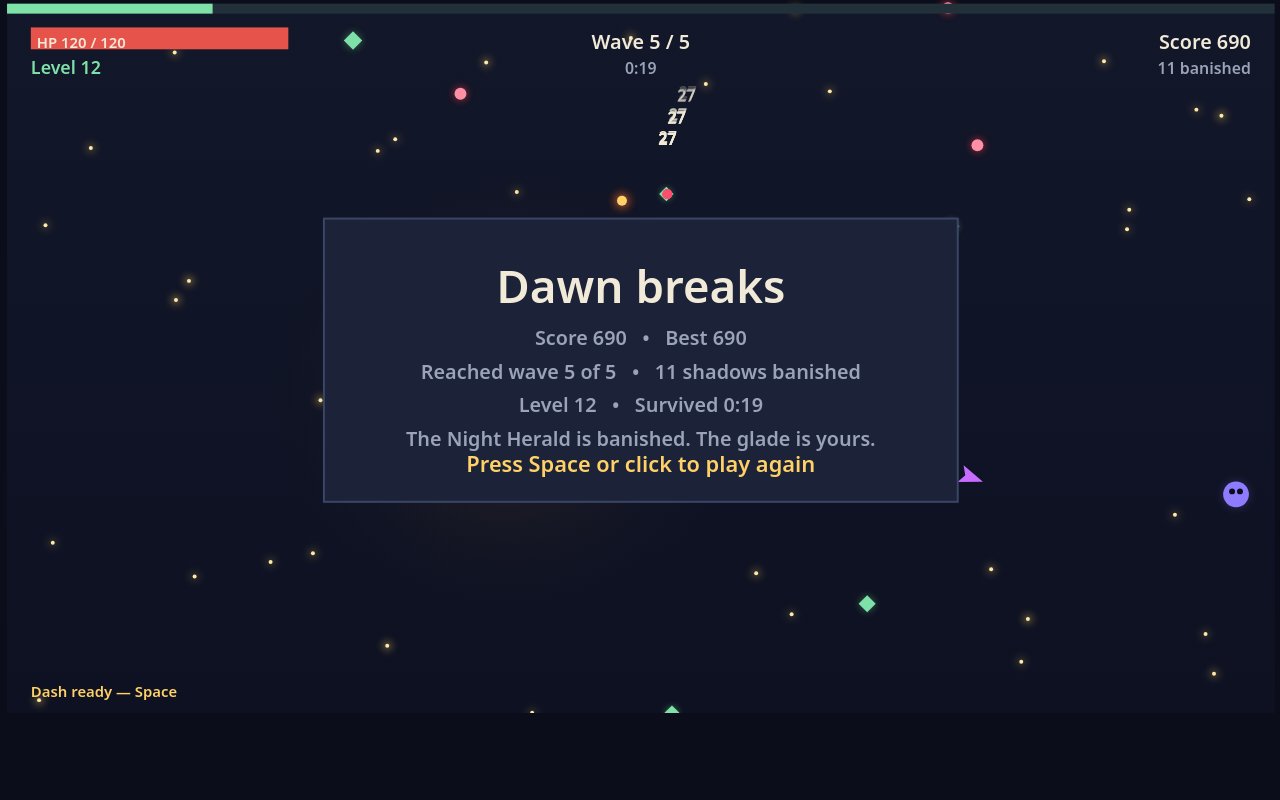 HP 120 / 120
Level 12
Wave 5 / 5
0:19
Score 690
11 banished
27
27
27
Dawn breaks
Score 690 • Best 690
Reached wave 5 of 5 • 11 shadows banished
Level 12 • Survived 0:19
The Night Herald is banished. The glade is yours.
Press Space or click to play again
Dash ready — Space